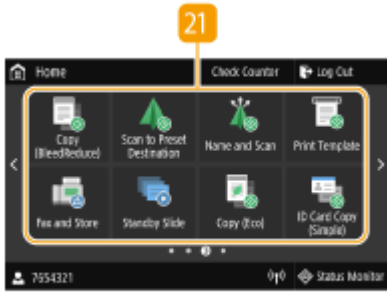 21
Home Check Counter Log Out
Copy Scan to Preset Name and Scan Print Template
(BleedReduce) Destination
Fax and Store Standby Slide Copy (Eco) ID Card Copy
(Simple)
3
7654321 Status Monitor